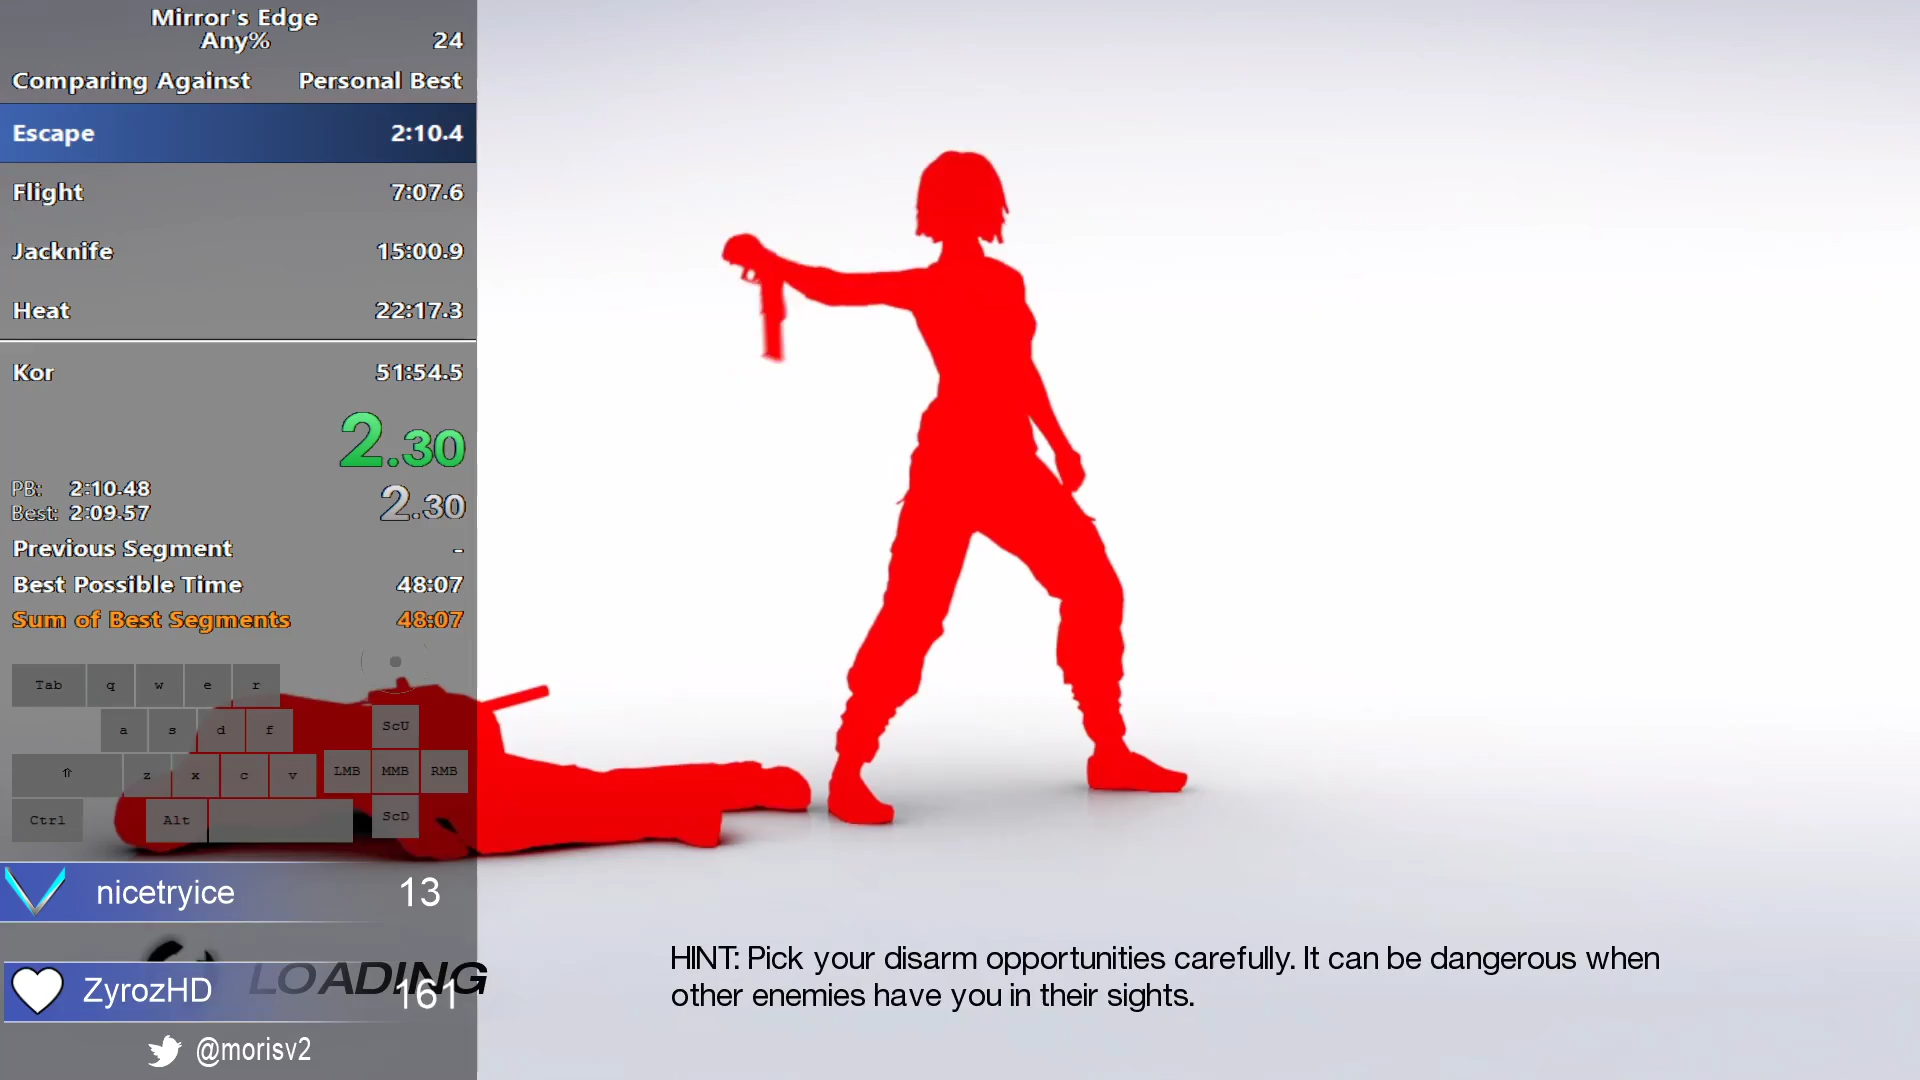 Mirror's Edge
Any% 24
Comparing Against Personal Best
Escape 2:10.4
Flight 7:07.6
Jacknife 15:00.9
Heat 22:17.3
Kor 51:54.5
2.30
PB: 2:10.48
2.30
Best: 2:09.57
Previous Segment -
Best Possible Time 48:07
Sum of Best Segments 48:07
Tab q w e r
a s d f ScU
⇧ z x c v LMB MMB RMB
Ctrl Alt ScD
nicetryice 13
LOADING
ZyrozHD 161
@morisv2
HINT: Pick your disarm opportunities carefully. It can be dangerous when
other enemies have you in their sights.